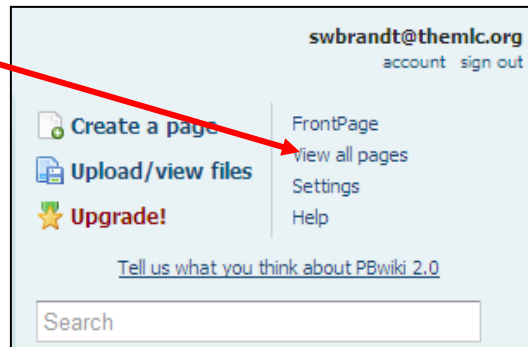 swbrandt@themlc.org
account sign out
Create a page
Upload/view files
Upgrade!
FrontPage
View all pages
Settings
Help
Tell us what you think about PBwiki 2.0
Search